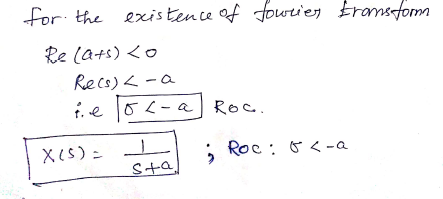 for the existence of fourier transform
Re (a+s) < 0
Re(s) < -a
i.e σ < -a ROC.
X(s) = 1/(s+a) ; ROC : σ < -a